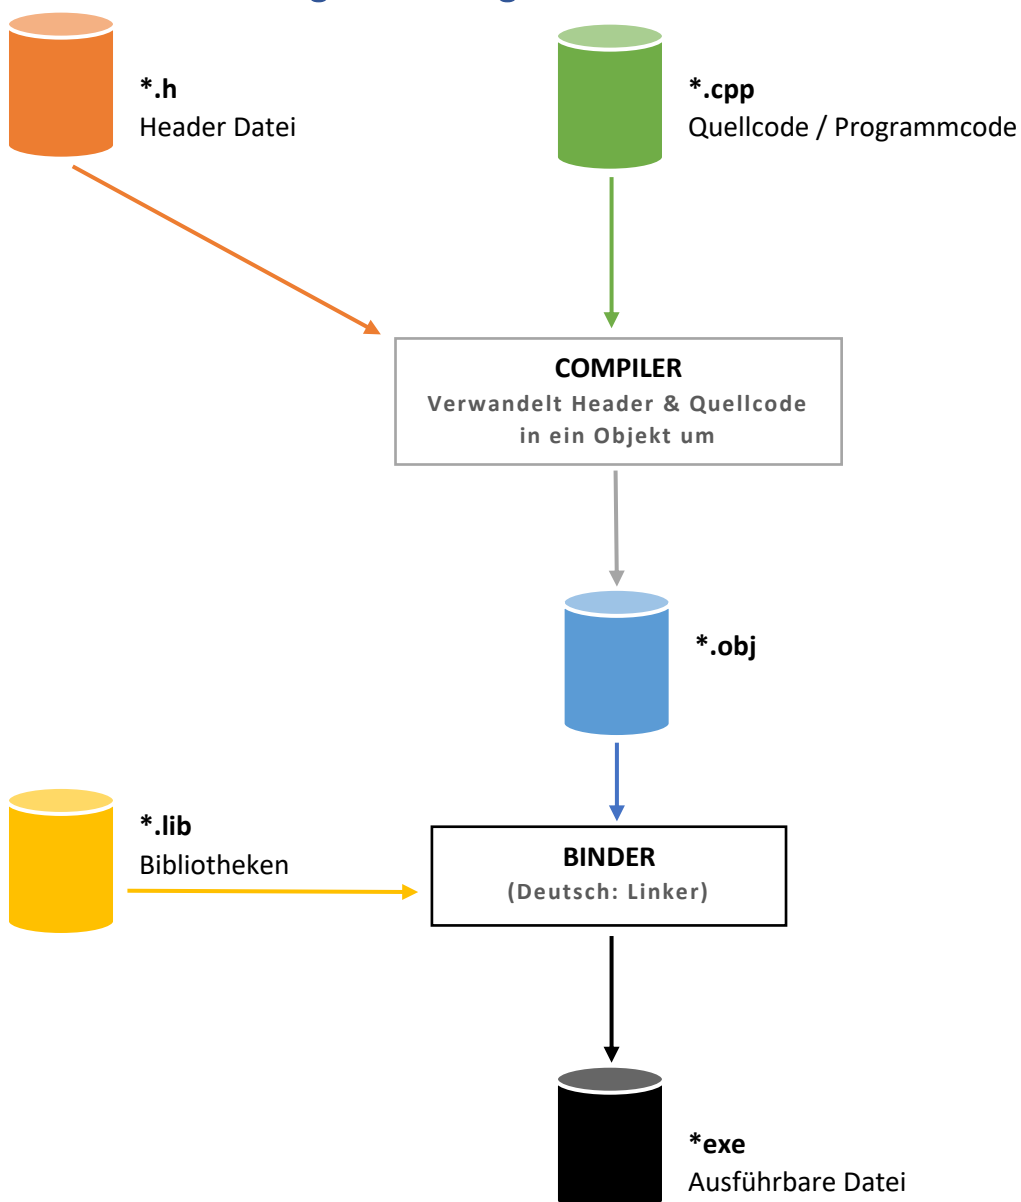 *.h
Header Datei
*.cpp
Quellcode / Programmcode
COMPILER
Verwandelt Header & Quellcode
in ein Objekt um
*.obj
*.lib
Bibliotheken
BINDER
(Deutsch: Linker)
*exe
Ausführbare Datei